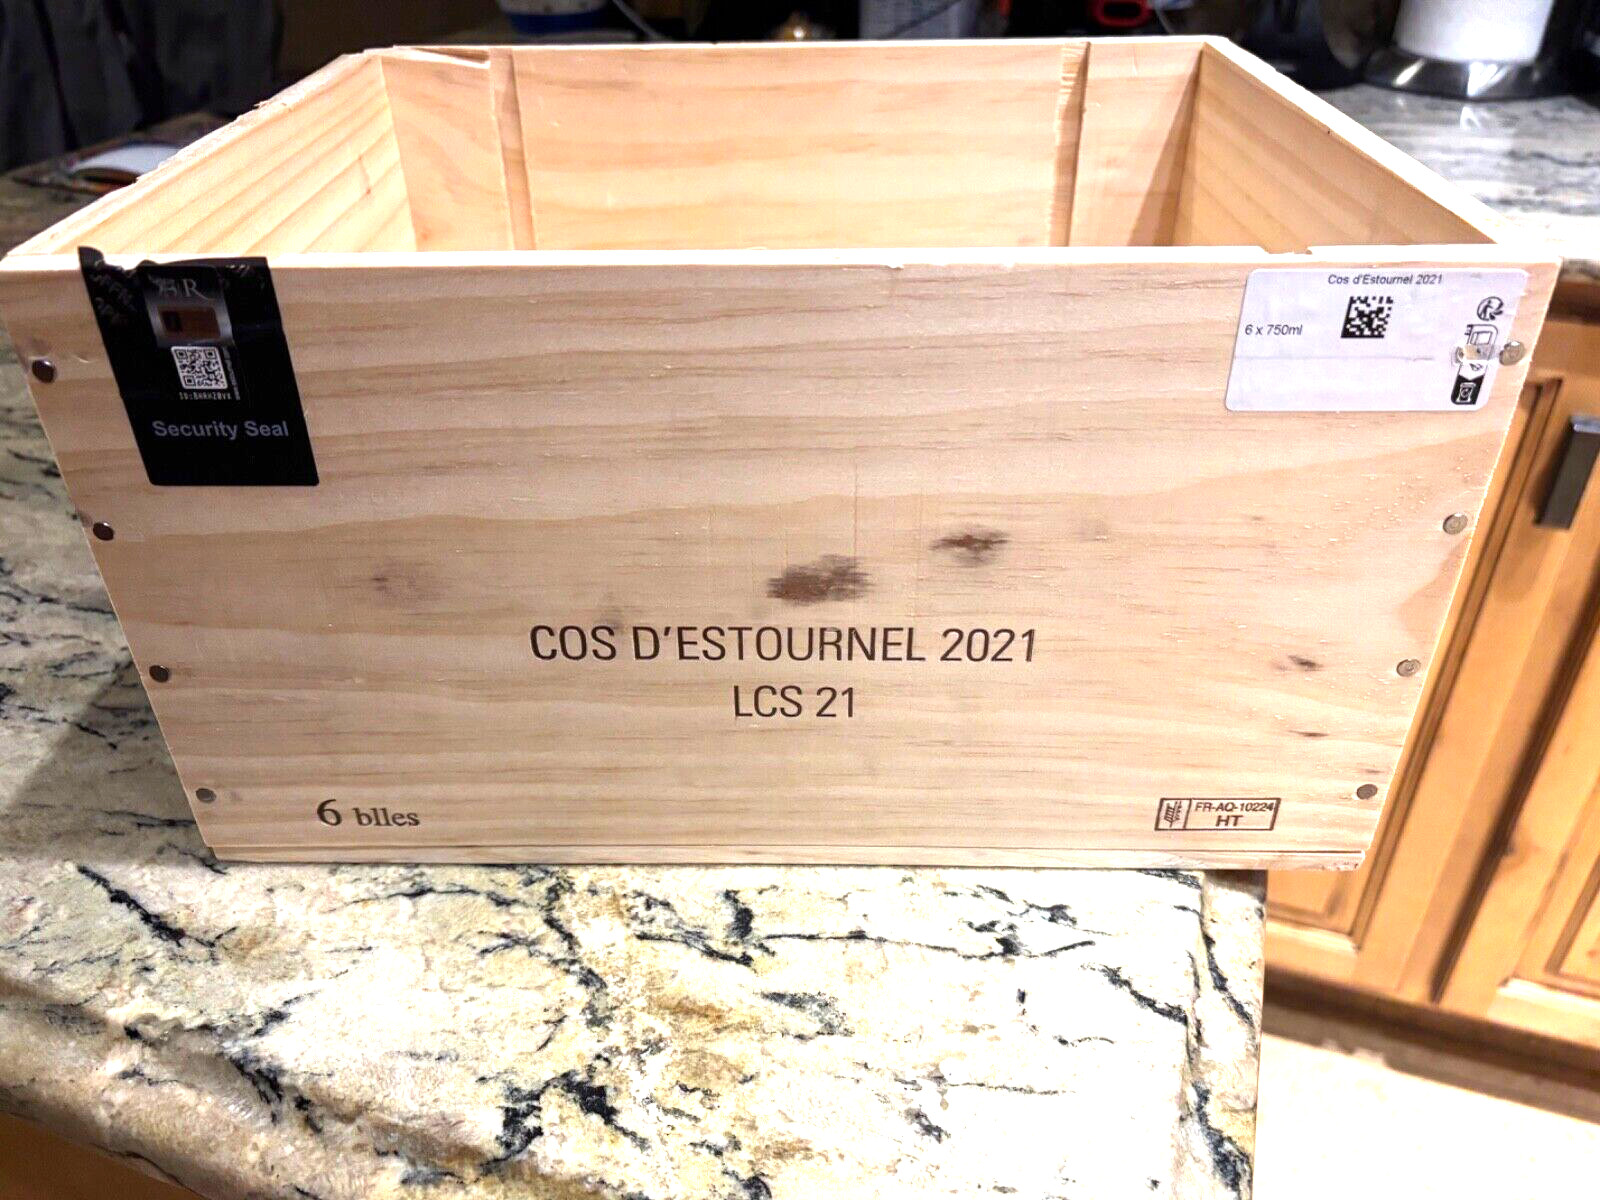 R
Security Seal
Cos d'Estournel 2021
6 x 750ml
COS D'ESTOURNEL 2021
LCS 21
6 blles
FR-AQ-10224
HT